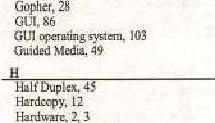 Gopher, 28
GUI, 86
GUI operating system, 103
Guided Media, 49
H
Half Duplex, 45
Hardcopy, 12
Hardware, 2, 3